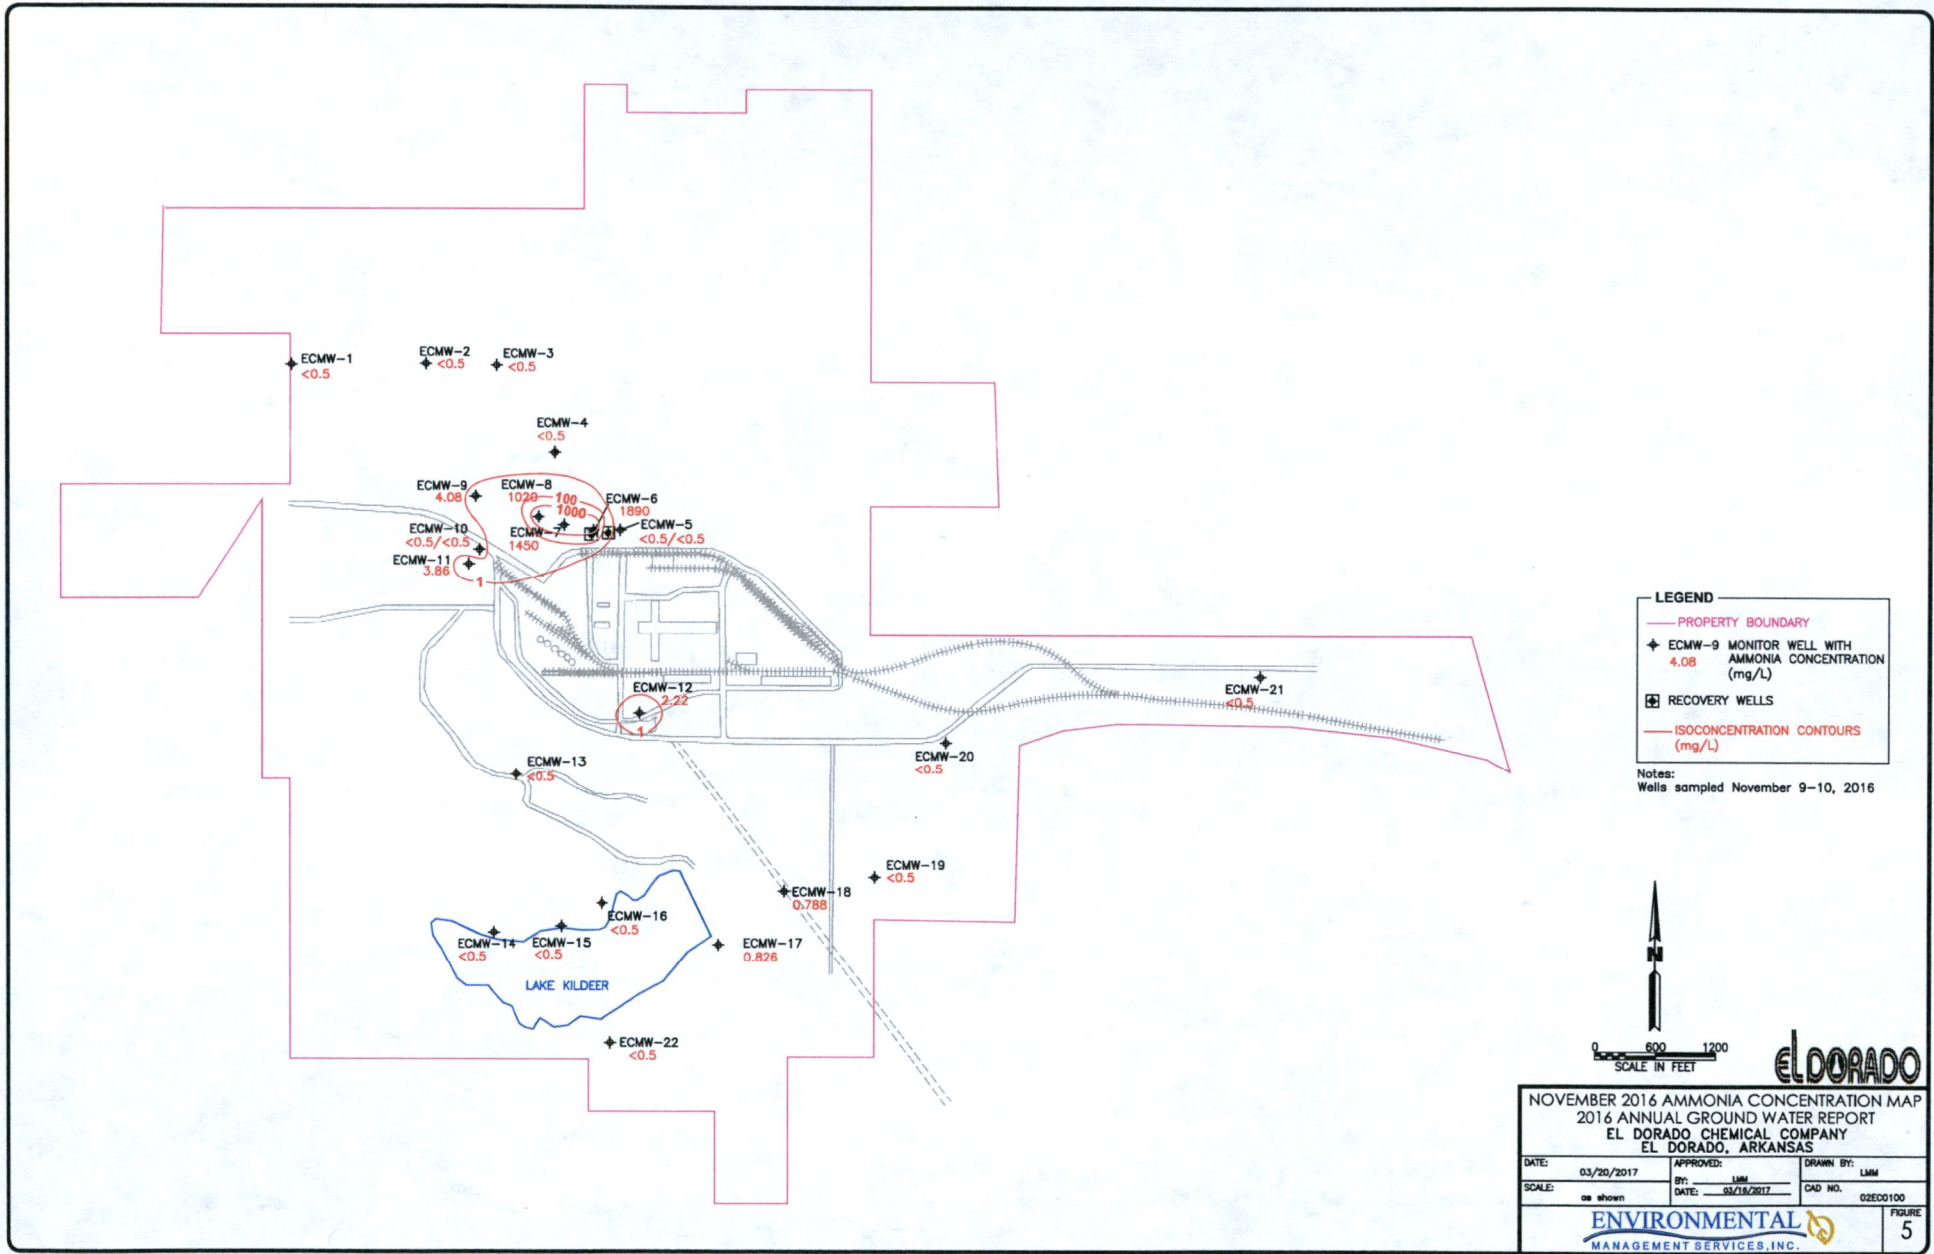 ECMW-1
<0.5
ECMW-2
<0.5
ECMW-3
<0.5
ECMW-4
<0.5
ECMW-9
4.08
ECMW-8
1020
100
1000
ECMW-6
1890
ECMW-10
<0.5/<0.5
ECMW-7
1450
ECMW-5
<0.5/<0.5
ECMW-11
3.86
1
ECMW-12
2.22
1
ECMW-21
<0.5
ECMW-20
<0.5
ECMW-13
<0.5
ECMW-19
<0.5
ECMW-18
0.788
ECMW-16
<0.5
ECMW-14
<0.5
ECMW-15
<0.5
ECMW-17
0.826
LAKE KILDEER
ECMW-22
<0.5
LEGEND
PROPERTY BOUNDARY
ECMW-9 MONITOR WELL WITH
4.08 AMMONIA CONCENTRATION
(mg/L)
RECOVERY WELLS
ISOCONCENTRATION CONTOURS
(mg/L)
Notes:
Wells sampled November 9-10, 2016
N
0 600 1200
SCALE IN FEET
EL DORADO
NOVEMBER 2016 AMMONIA CONCENTRATION MAP
2016 ANNUAL GROUND WATER REPORT
EL DORADO CHEMICAL COMPANY
EL DORADO, ARKANSAS
DATE: 03/20/2017
APPROVED:
BY: LMM
DATE: 03/16/2017
DRAWN BY: LMM
SCALE: as shown
CAD NO. 02EC0100
ENVIRONMENTAL
MANAGEMENT SERVICES, INC.
FIGURE
5